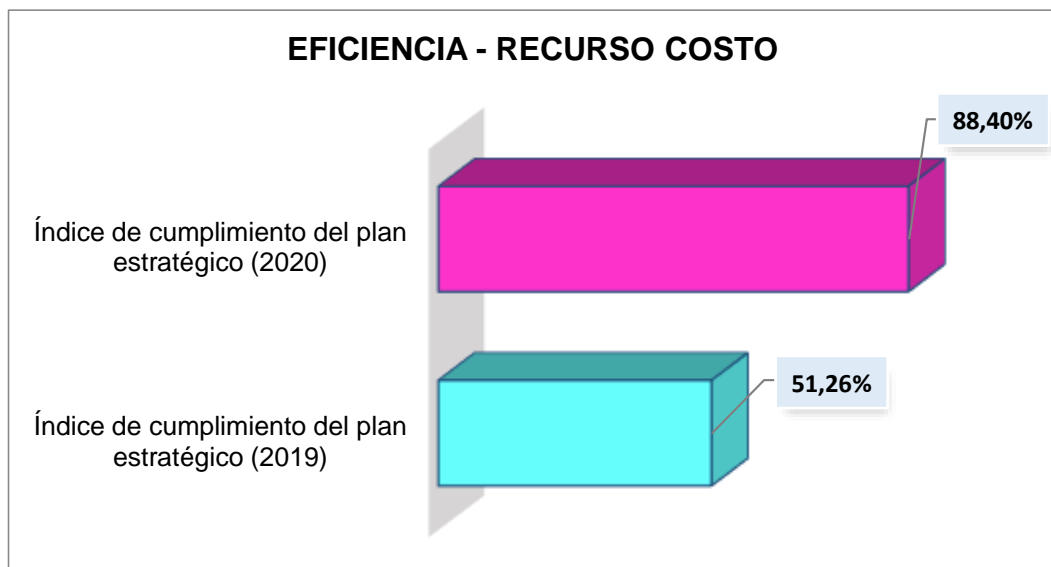 EFICIENCIA - RECURSO COSTO
88,40%
Índice de cumplimiento del plan
estratégico (2020)
51,26%
Índice de cumplimiento del plan
estratégico (2019)